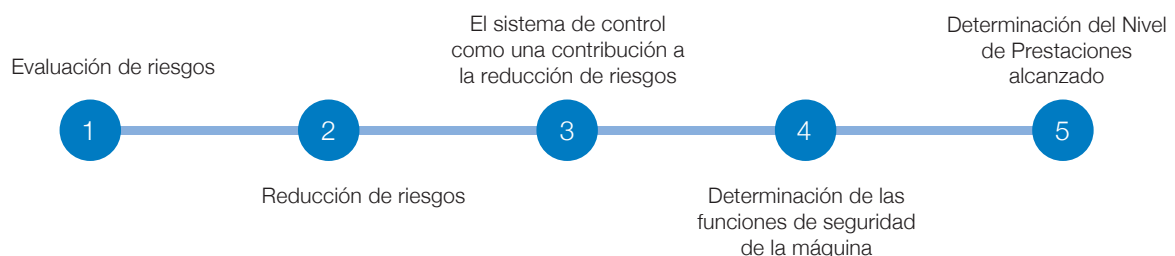 Evaluación de riesgos
1
2
Reducción de riesgos
El sistema de control
como una contribución a
la reducción de riesgos
3
4
Determinación de las
funciones de seguridad
de la máquina
Determinación del Nivel
de Prestaciones
alcanzado
5